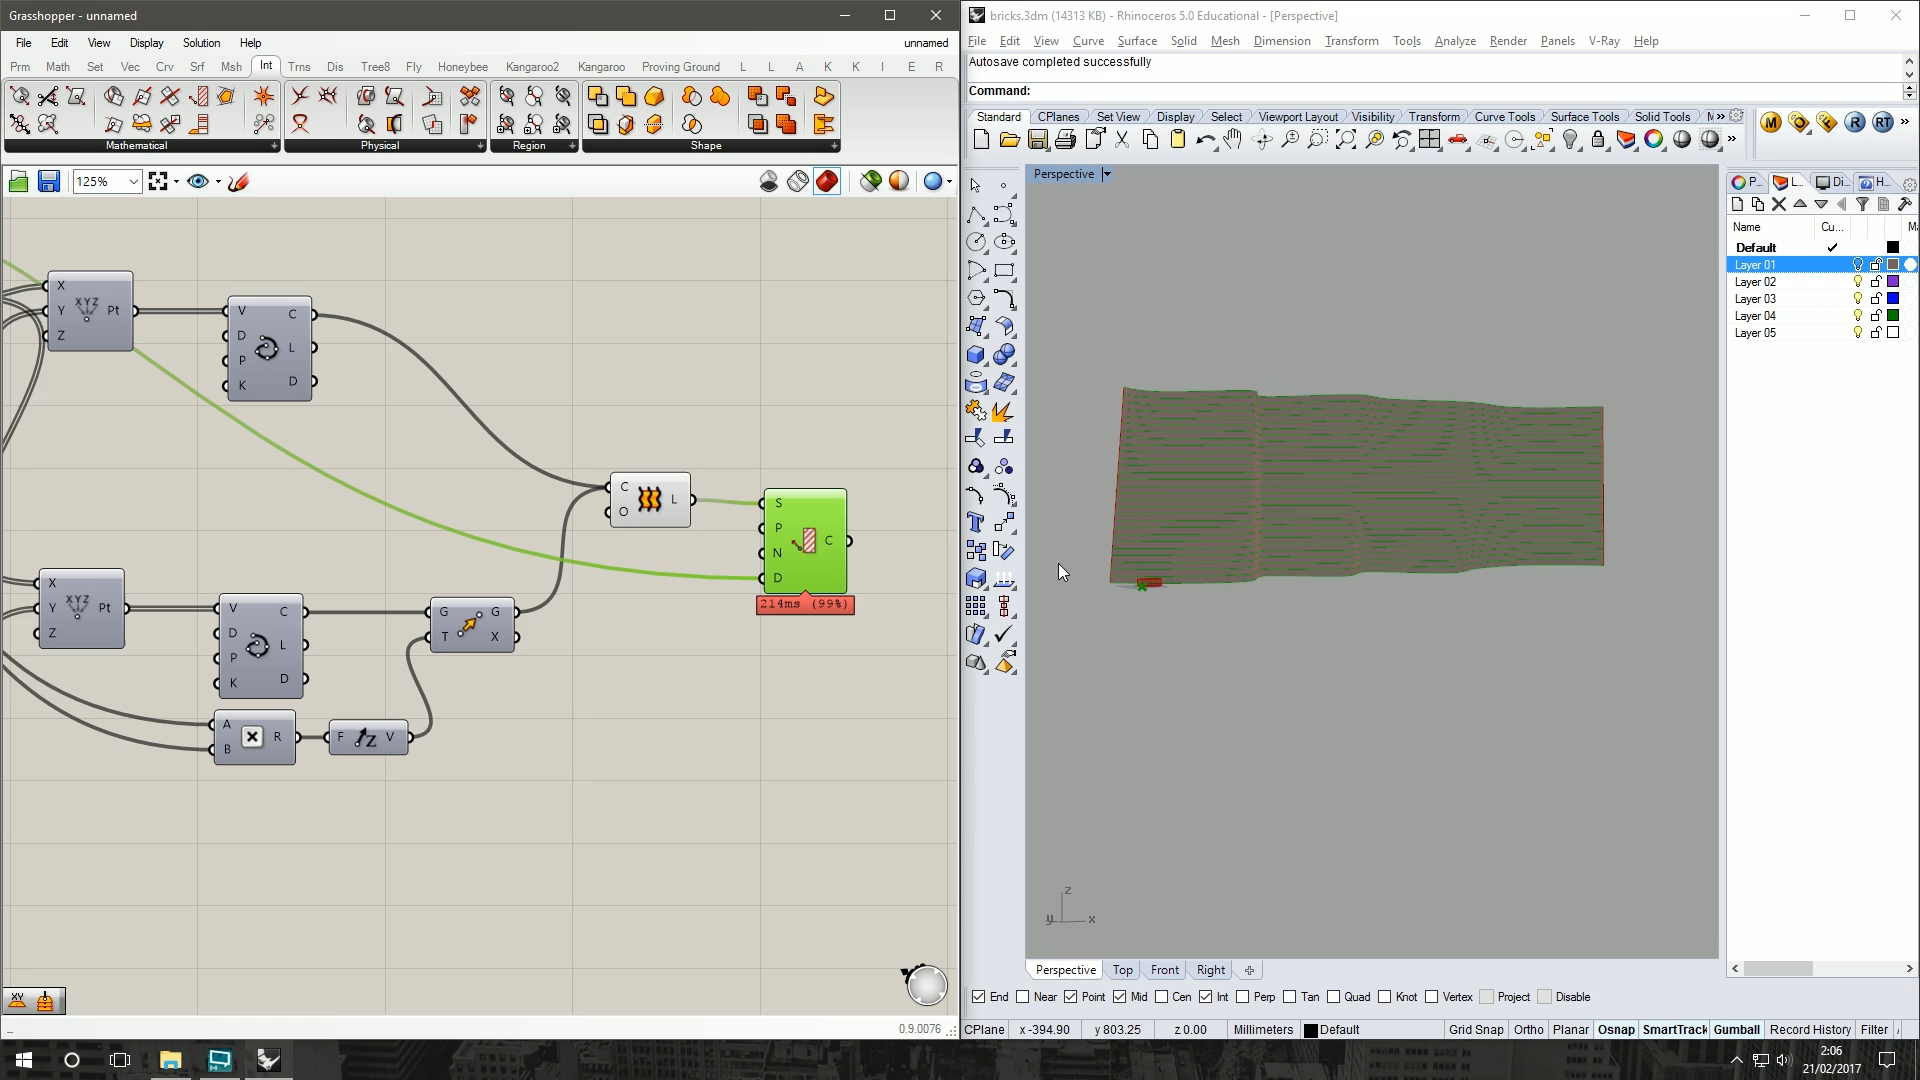 Grasshopper - unnamed
File Edit View Display Solution Help unnamed
Prm Math Set Vec Crv Srf Msh Int Trns Dis Tree8 Fly Honeybee Kangaroo2 Kangaroo Proving Ground L L A K K I E R
Mathematical Physical Region Shape
125%
X
Y
Z
XYZ
Pt
V
D
P
K
C
L
D
C
O
L
S
P
N
D
C
214ms (99%)
X
Y
Z
XYZ
Pt
V
D
P
K
C
L
D
G
T
G
X
A
B
R
F
Z
V
XY
0.9.0076
bricks.3dm (14313 KB) - Rhinoceros 5.0 Educational - [Perspective]
File Edit View Curve Surface Solid Mesh Dimension Transform Tools Analyze Render Panels V-Ray Help
Autosave completed successfully
Command:
Standard CPlanes Set View Display Select Viewport Layout Visibility Transform Curve Tools Surface Tools Solid Tools
M R RT
Perspective
P... L... Di... H...
Name Cu... M
Default
Layer 01
Layer 02
Layer 03
Layer 04
Layer 05
z
y x
Perspective Top Front Right
End Near Point Mid Cen Int Perp Tan Quad Knot Vertex Project Disable
CPlane x -394.90 y 803.25 z 0.00 Millimeters Default Grid Snap Ortho Planar Osnap SmartTrack Gumball Record History Filter
2:06
21/02/2017